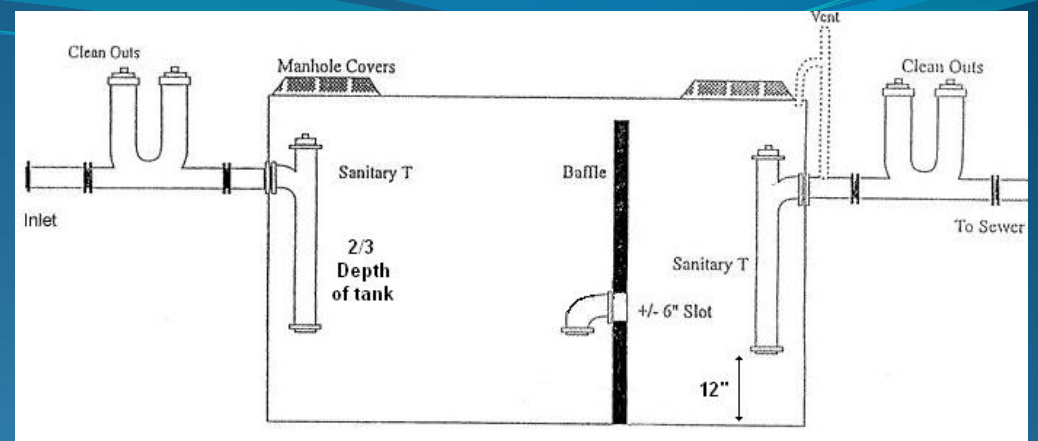 Vent
Clean Outs
Manhole Covers
Clean Outs
Sanitary T
Baffle
Inlet
To Sewer
2/3
Depth
of tank
Sanitary T
+/- 6" Slot
12"